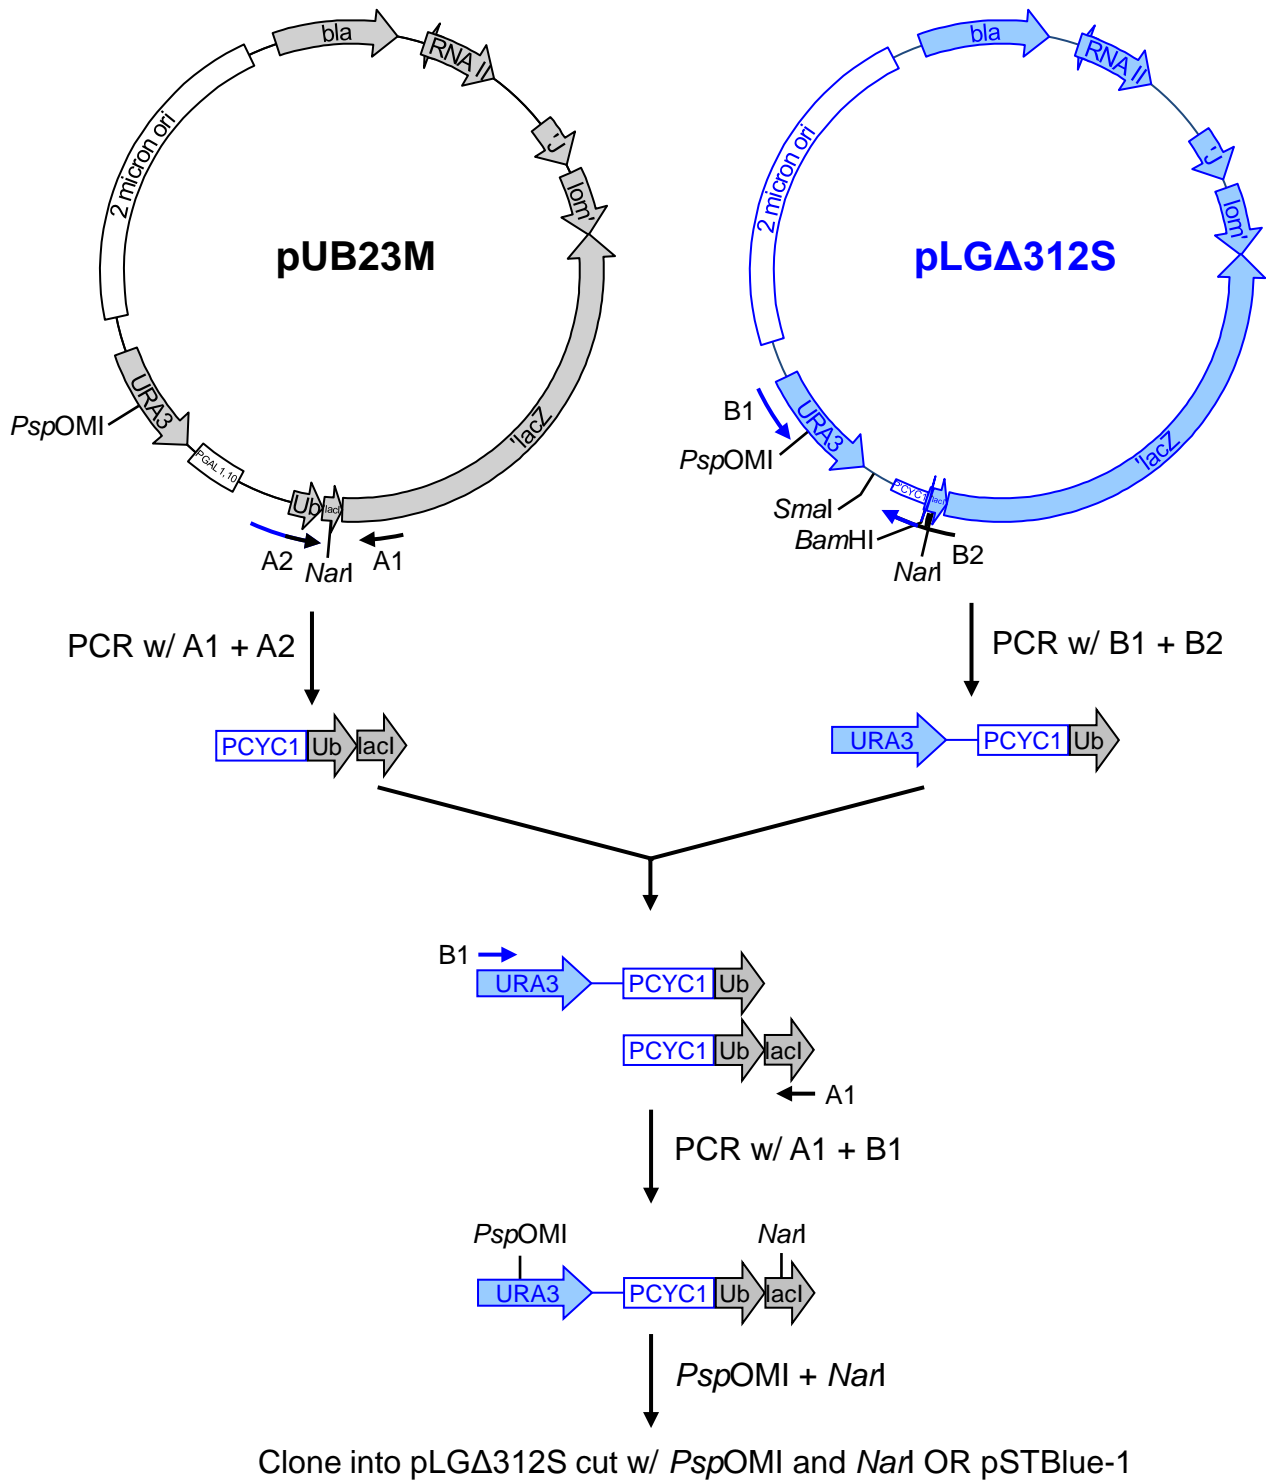 bla
RNA II
'J
lom'
2 micron ori
pUB23M
URA3
PspOMI
PGAL1,10
Ub
'lacI'
'lacZ
A2
NarI
A1
bla
RNA II
'J
lom'
2 micron ori
pLGΔ312S
B1
URA3
PspOMI
SmaI
PCYC1
'lacI'
'lacZ
BamHI
NarI
B2
PCR w/ A1 + A2
PCR w/ B1 + B2
PCYC1 Ub lacI
URA3 PCYC1 Ub
B1
URA3 PCYC1 Ub
PCYC1 Ub lacI
A1
PCR w/ A1 + B1
PspOMI NarI
URA3 PCYC1 Ub lacI
PspOMI + NarI
Clone into pLGΔ312S cut w/ PspOMI and NarI OR pSTBlue-1